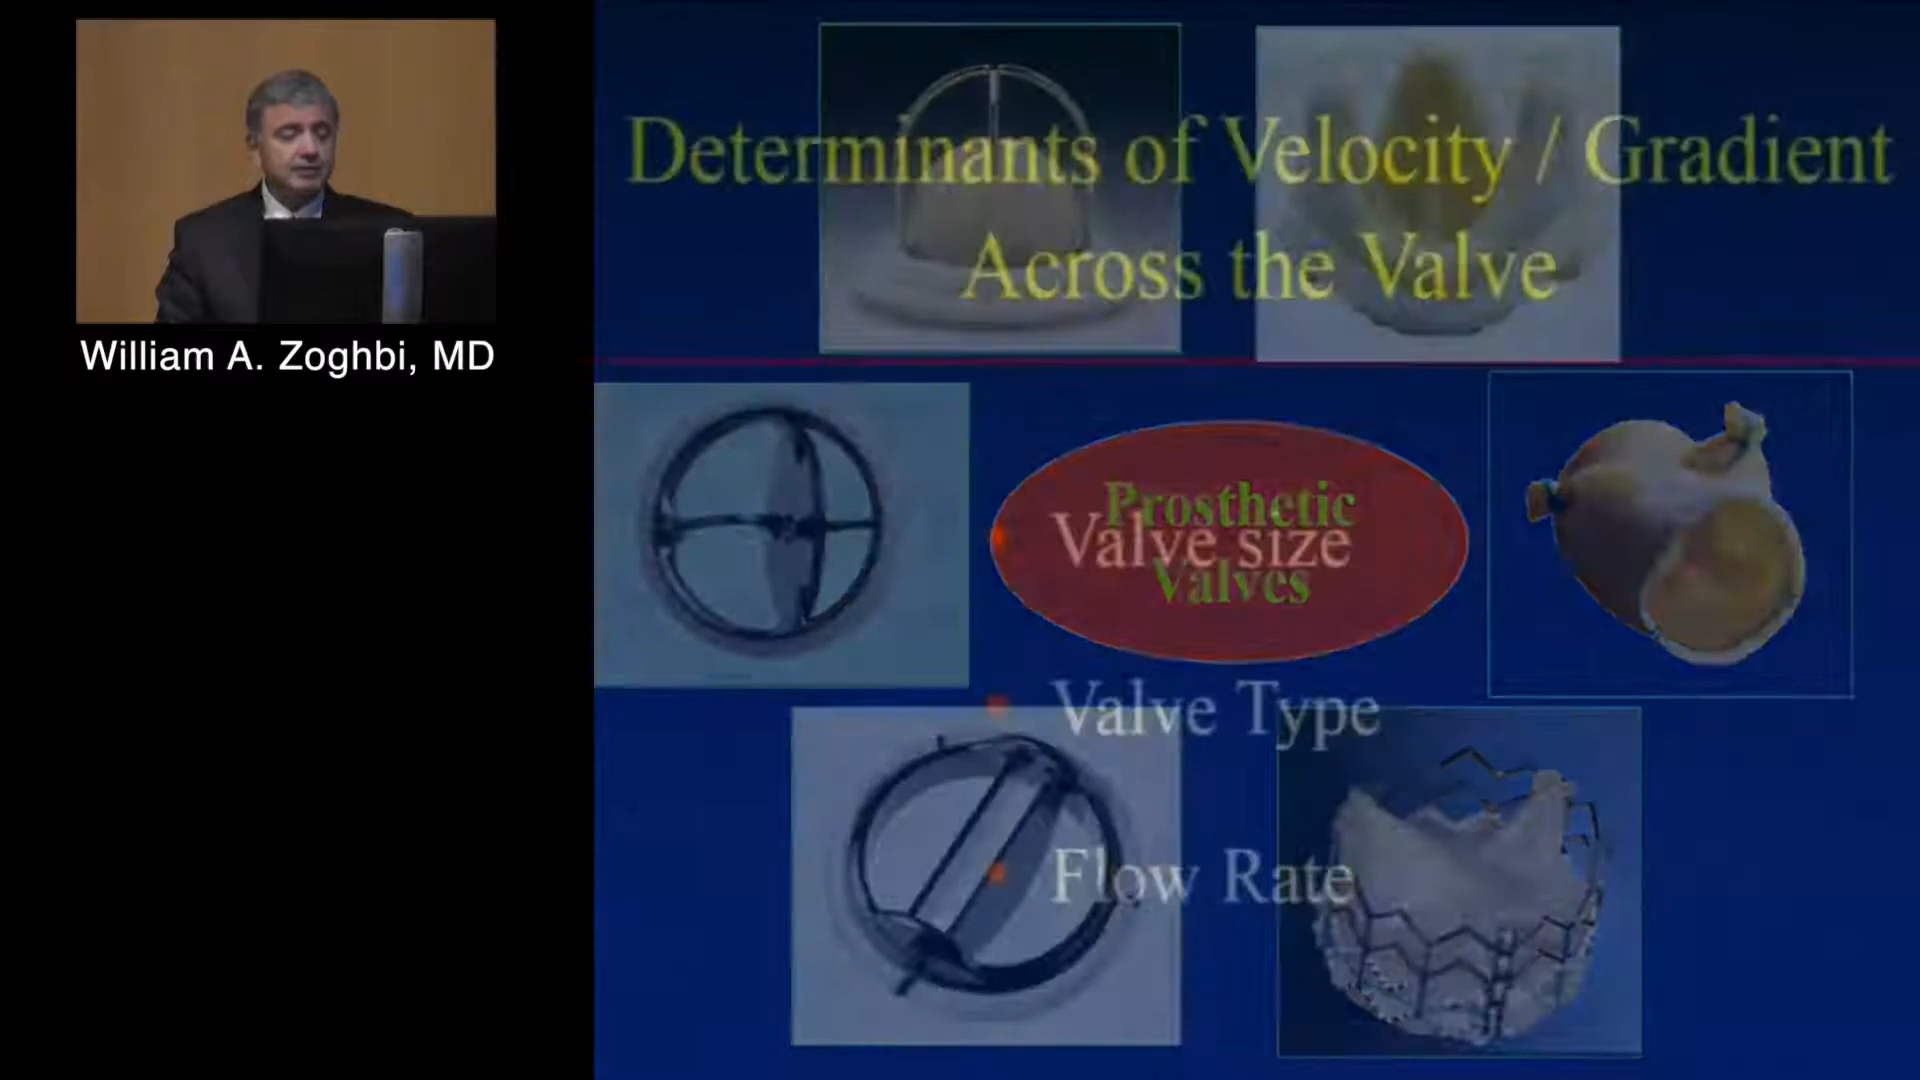 William A. Zoghbi, MD
Determinants of Velocity / Gradient
Across the Valve
Prosthetic
Valves
Valve size
Valve Type
Flow Rate